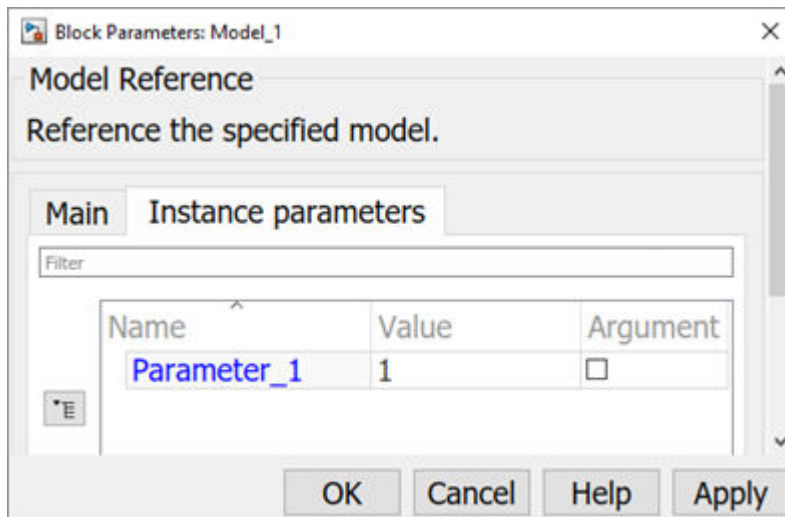 Block Parameters: Model_1
Model Reference
Reference the specified model.
Main Instance parameters
Filter
Name Value Argument
Parameter_1 1
OK Cancel Help Apply